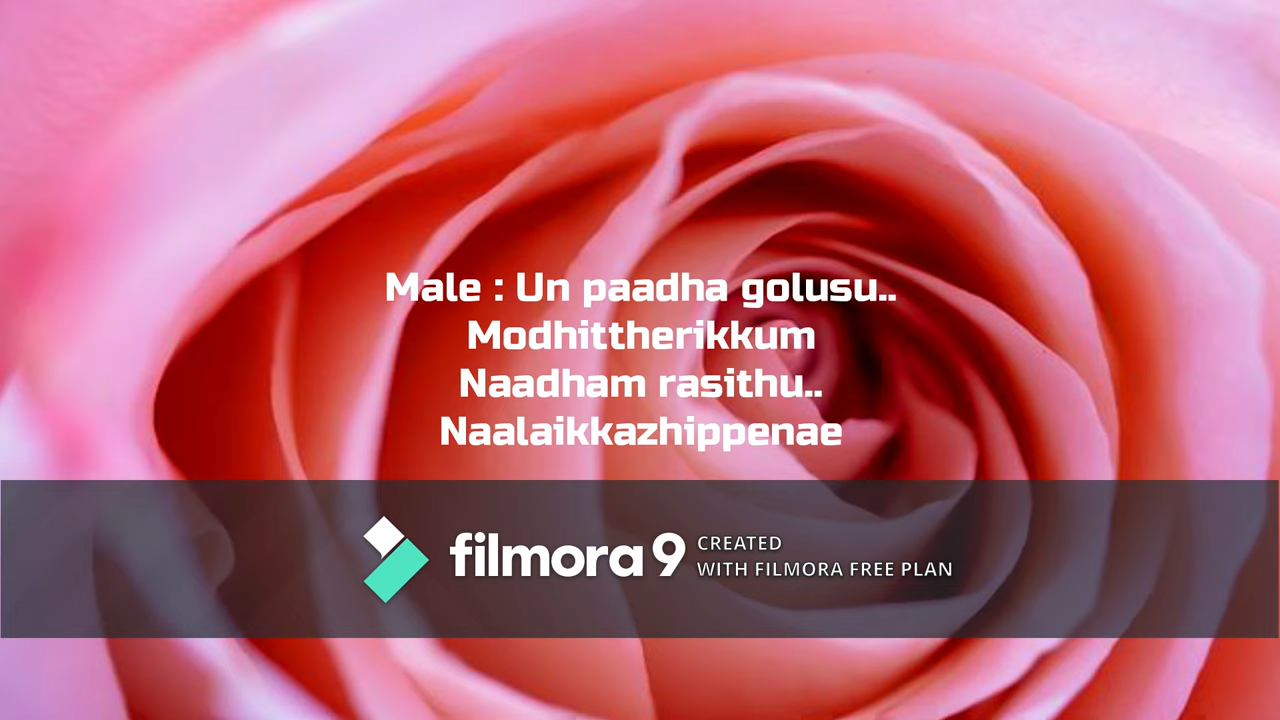 Male : Un paadha golusu..
Modhittherikkum
Naadham rasithu..
Naalaikkazhippenae
filmora 9 CREATED
WITH FILMORA FREE PLAN